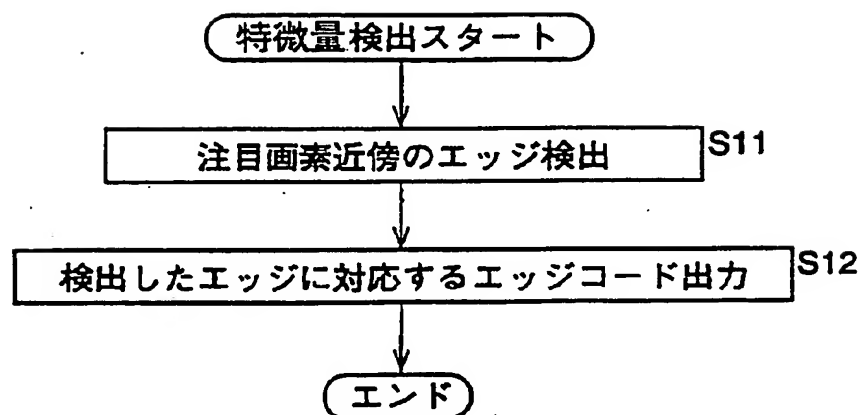 特徴量検出スタート
注目画素近傍のエッジ検出
S11
検出したエッジに対応するエッジコード出力
S12
エンド